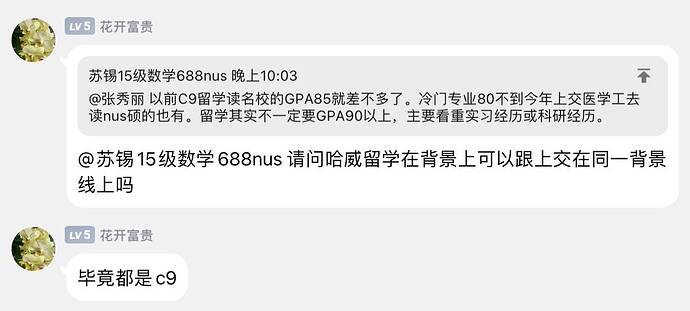 LV5 花开富贵
苏锡15级数学688nus 晚上10:03
@张秀丽 以前C9留学读名校的GPA85就差不多了。冷门专业80不到今年上交医学工去
读nus硕的也有。留学其实不一定要GPA90以上，主要看重实习经历或科研经历。
@苏锡15级数学688nus 请问哈威留学在背景上可以跟上交在同一背景
线上吗
LV5 花开富贵
毕竟都是c9